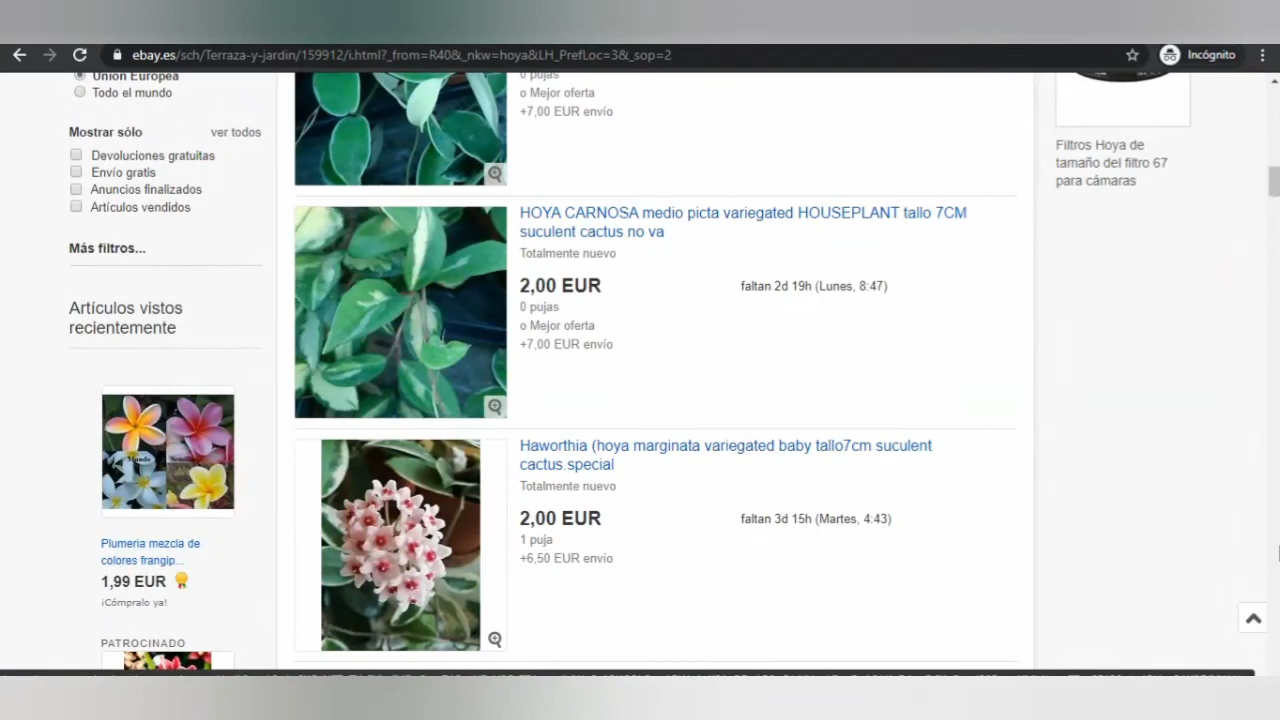 ebay.es/sch/Terraza-y-jardin/159912/i.html?_from=R40&_nkw=hoya&LH_PrefLoc=3&_sop=2
Incógnito
Unión Europea
Todo el mundo
Mostrar sólo
ver todos
Devoluciones gratuitas
Envío gratis
Anuncios finalizados
Artículos vendidos
Más filtros...
Artículos vistos
recientemente
Mundo Semillas
Plumeria mezcla de
colores frangip...
1,99 EUR
¡Cómpralo ya!
PATROCINADO
0 pujas
o Mejor oferta
+7,00 EUR envío
HOYA CARNOSA medio picta variegated HOUSEPLANT tallo 7CM
suculent cactus no va
Totalmente nuevo
2,00 EUR
faltan 2d 19h (Lunes, 8:47)
0 pujas
o Mejor oferta
+7,00 EUR envío
Haworthia (hoya marginata variegated baby tallo7cm suculent
cactus.special
Totalmente nuevo
2,00 EUR
faltan 3d 15h (Martes, 4:43)
1 puja
+6,50 EUR envío
Filtros Hoya de
tamaño del filtro 67
para cámaras